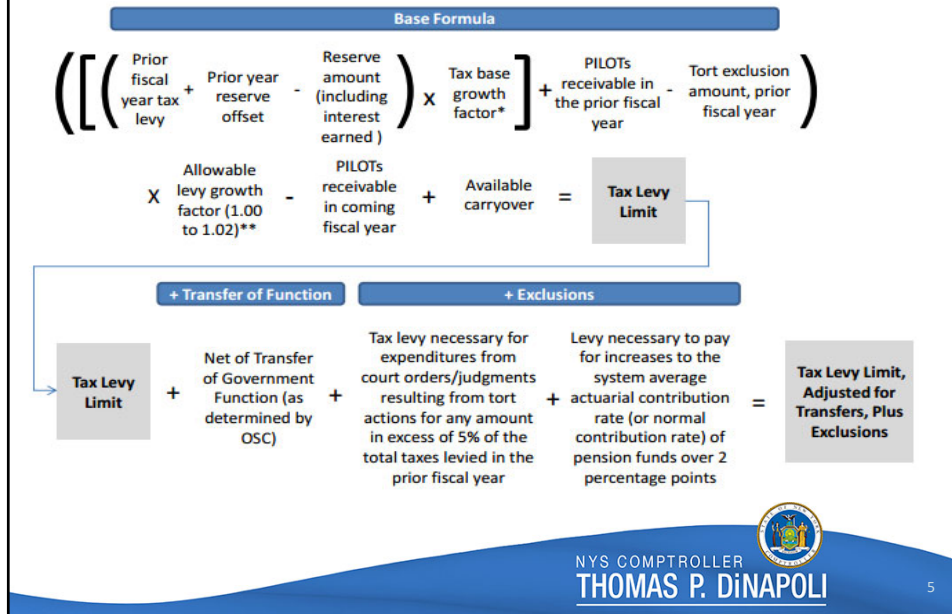 Base Formula
( [ ( Prior fiscal year tax levy + Prior year reserve offset - Reserve amount (including interest earned ) ) x Tax base growth factor* ] + PILOTs receivable in the prior fiscal year - Tort exclusion amount, prior fiscal year )
X Allowable levy growth factor (1.00 to 1.02)** - PILOTs receivable in coming fiscal year + Available carryover = Tax Levy Limit
+ Transfer of Function
+ Exclusions
Tax Levy Limit + Net of Transfer of Government Function (as determined by OSC) + Tax levy necessary for expenditures from court orders/judgments resulting from tort actions for any amount in excess of 5% of the total taxes levied in the prior fiscal year + Levy necessary to pay for increases to the system average actuarial contribution rate (or normal contribution rate) of pension funds over 2 percentage points = Tax Levy Limit, Adjusted for Transfers, Plus Exclusions
NYS COMPTROLLER
THOMAS P. DiNAPOLI
5